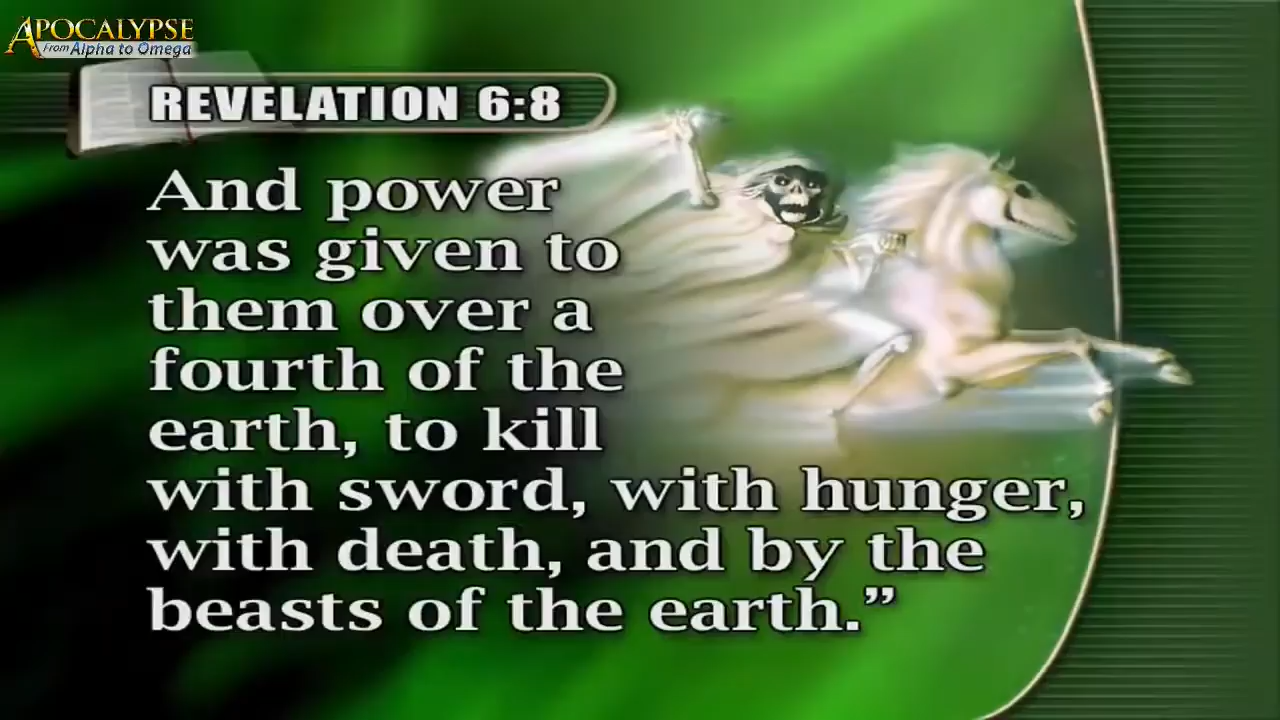 APOCALYPSE
From Alpha to Omega
REVELATION 6:8
And power
was given to
them over a
fourth of the
earth, to kill
with sword, with hunger,
with death, and by the
beasts of the earth.”